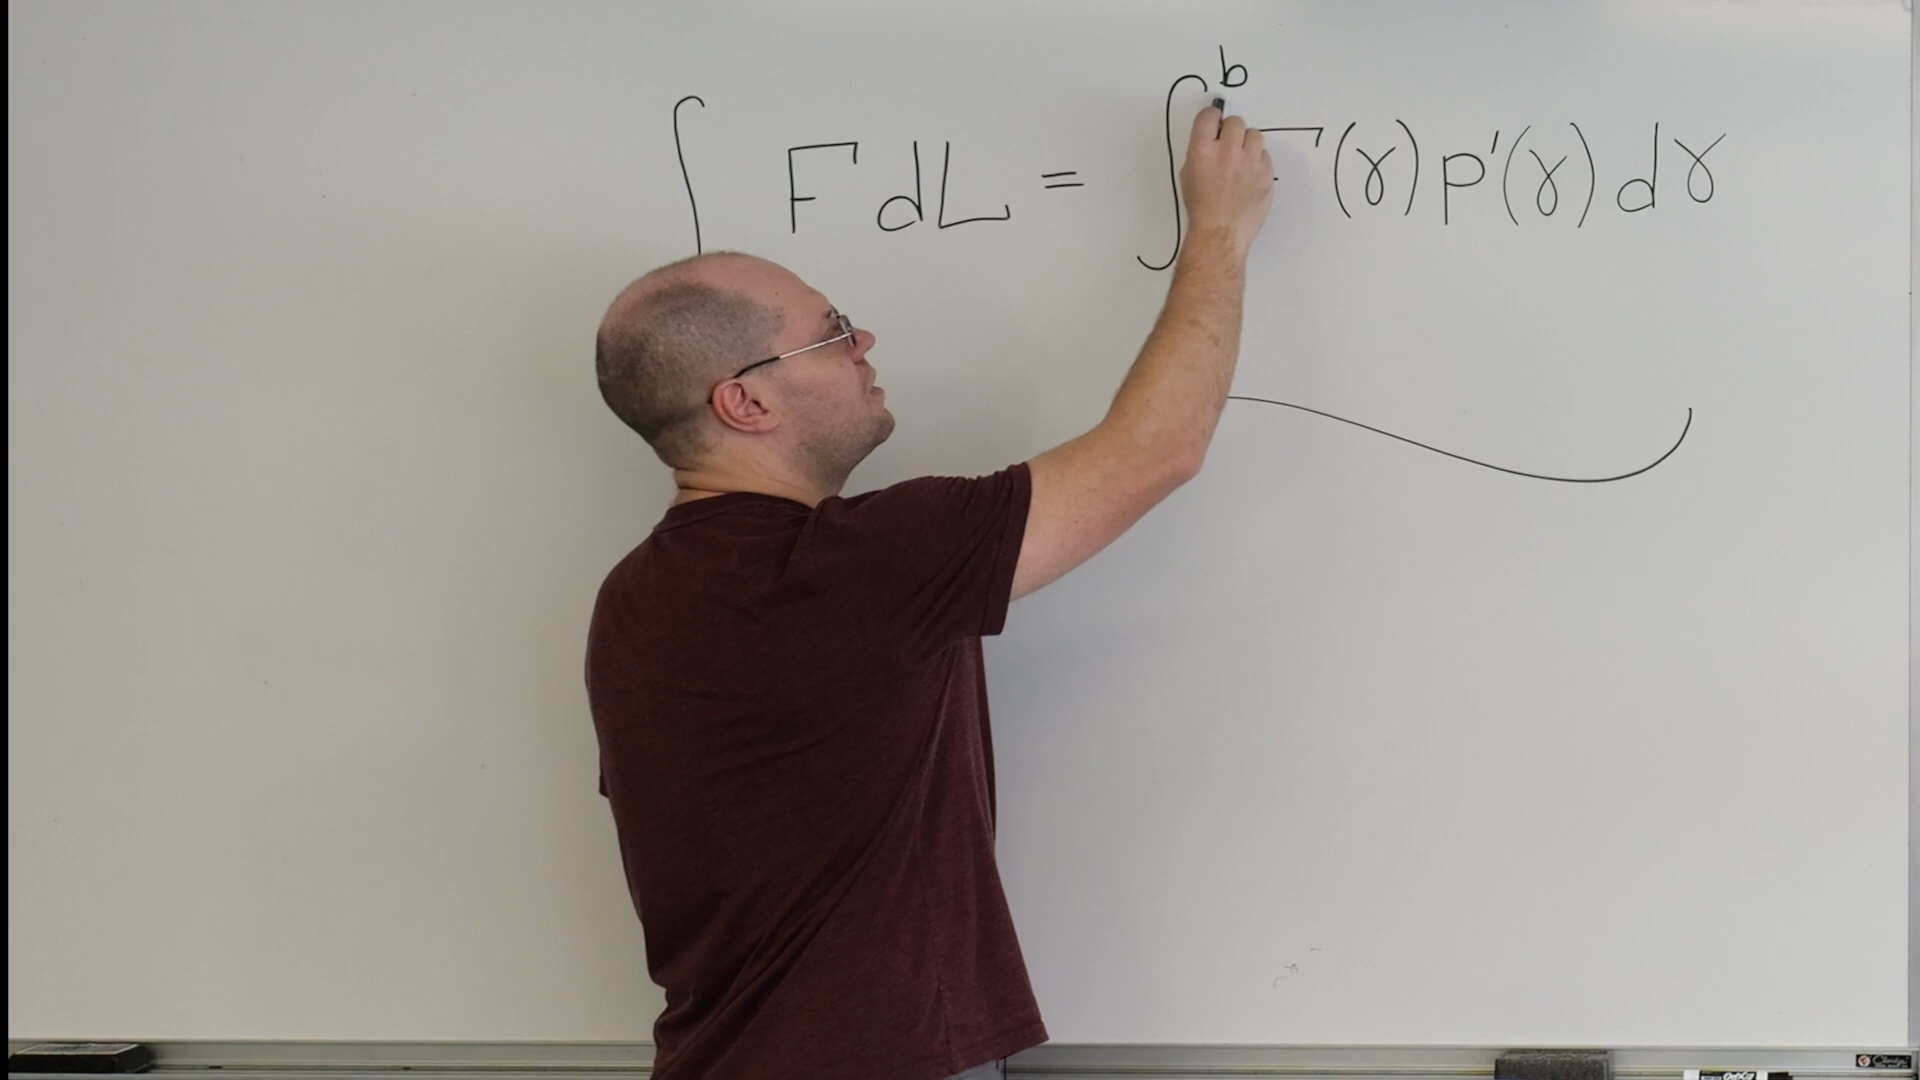 ∫ F dL = ∫^b F(γ) p'(γ) dγ